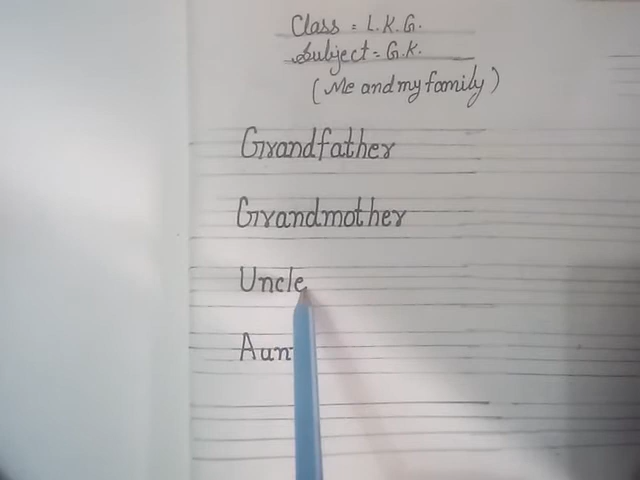 Class = L.K.G.
Subject = G.K.
(Me and my family)
Grandfather
Grandmother
Uncle